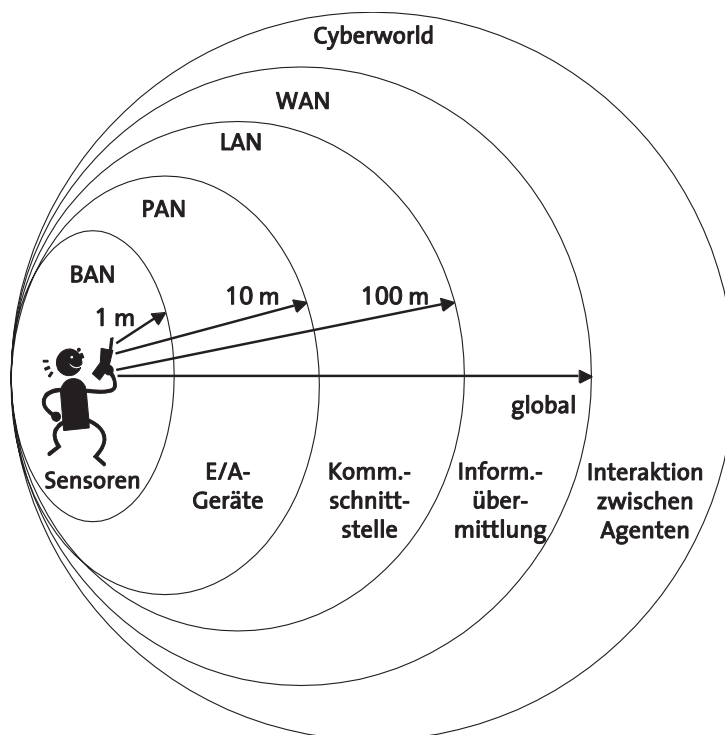 Cyberworld
WAN
LAN
PAN
BAN
1 m
10 m
100 m
global
Sensoren
E/A-
Geräte
Komm.-
schnitt-
stelle
Inform.-
über-
mittlung
Interaktion
zwischen
Agenten